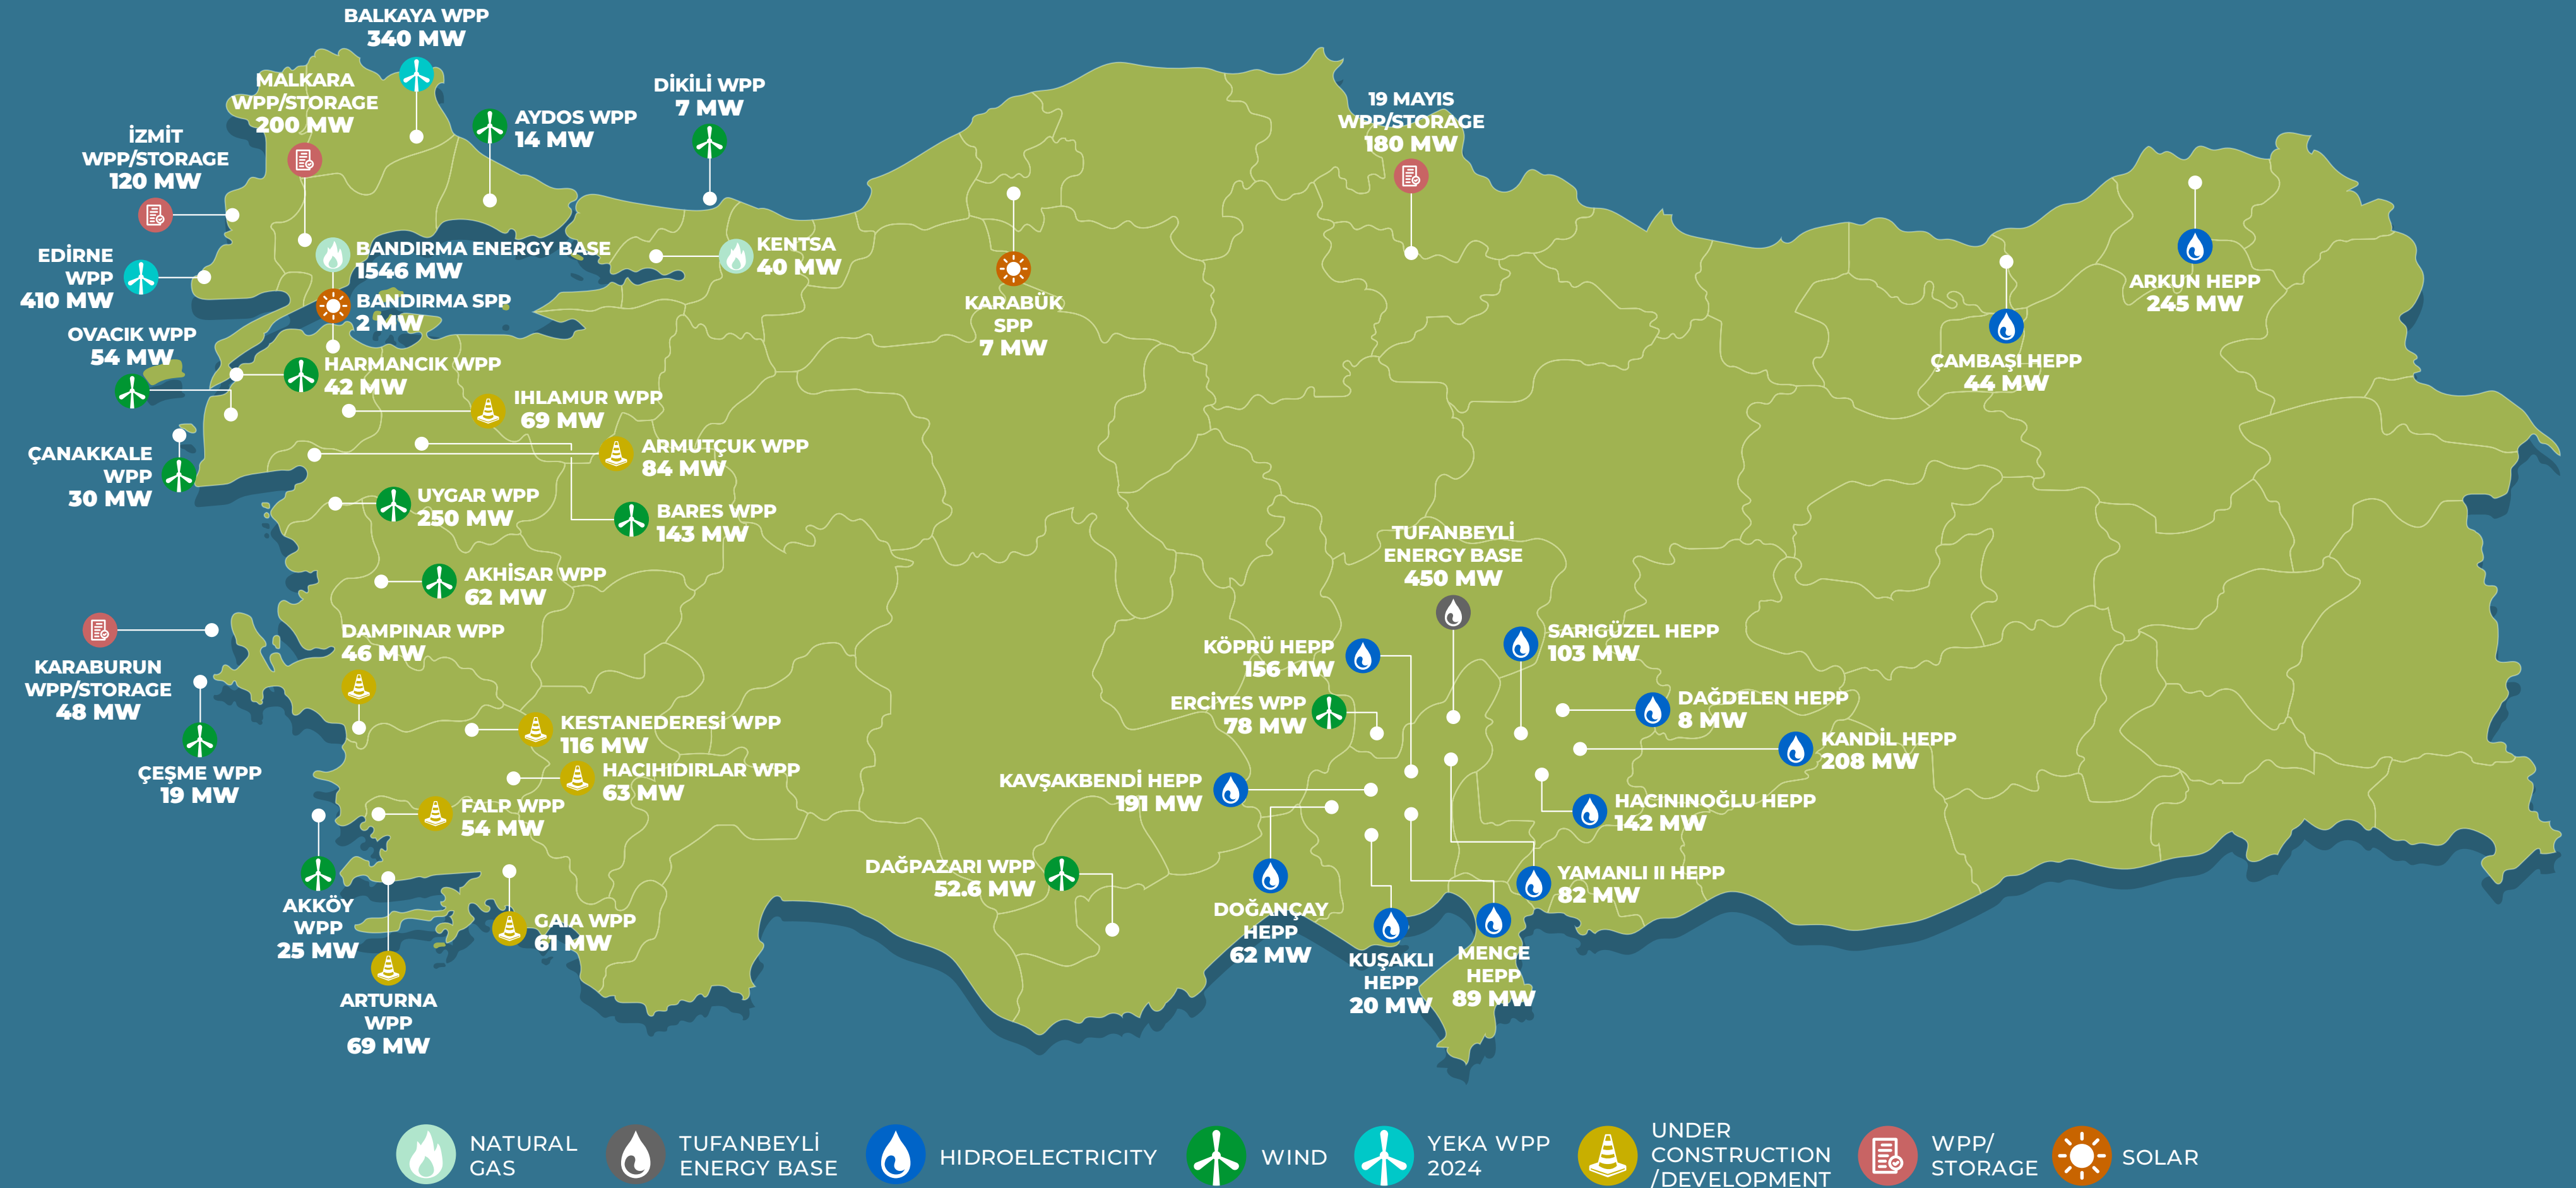 BALKAYA WPP
340 MW
MALKARA
WPP/STORAGE
200 MW
AYDOS WPP
14 MW
DİKİLİ WPP
7 MW
19 MAYIS
WPP/STORAGE
180 MW
İZMİT
WPP/STORAGE
120 MW
EDİRNE
WPP
410 MW
BANDIRMA ENERGY BASE
1546 MW
BANDIRMA SPP
2 MW
KENTSA
40 MW
KARABÜK
SPP
7 MW
ARKUN HEPP
245 MW
ÇAMBAŞI HEPP
44 MW
OVACIK WPP
54 MW
HARMANCIK WPP
42 MW
IHLAMUR WPP
69 MW
ARMUTÇUK WPP
84 MW
ÇANAKKALE
WPP
30 MW
UYGAR WPP
250 MW
BARES WPP
143 MW
AKHİSAR WPP
62 MW
TUFANBEYLİ
ENERGY BASE
450 MW
KARABURUN
WPP/STORAGE
48 MW
DAMPINAR WPP
46 MW
KÖPRÜ HEPP
156 MW
SARIGÜZEL HEPP
103 MW
ERCİYES WPP
78 MW
DAĞDELEN HEPP
8 MW
KANDİL HEPP
208 MW
ÇEŞME WPP
19 MW
KESTANEDERESİ WPP
116 MW
HACIHIDIRLAR WPP
63 MW
KAVŞAKBENDİ HEPP
191 MW
HACININOĞLU HEPP
142 MW
FALP WPP
54 MW
DAĞPAZARI WPP
52.6 MW
YAMANLI II HEPP
82 MW
AKKÖY
WPP
25 MW
GAIA WPP
61 MW
DOĞANÇAY
HEPP
62 MW
KUŞAKLI
HEPP
20 MW
MENGE
HEPP
89 MW
ARTURNA
WPP
69 MW
NATURAL
GAS
TUFANBEYLİ
ENERGY BASE
HIDROELECTRICITY
WIND
YEKA WPP
2024
UNDER
CONSTRUCTION
/DEVELOPMENT
WPP/
STORAGE
SOLAR